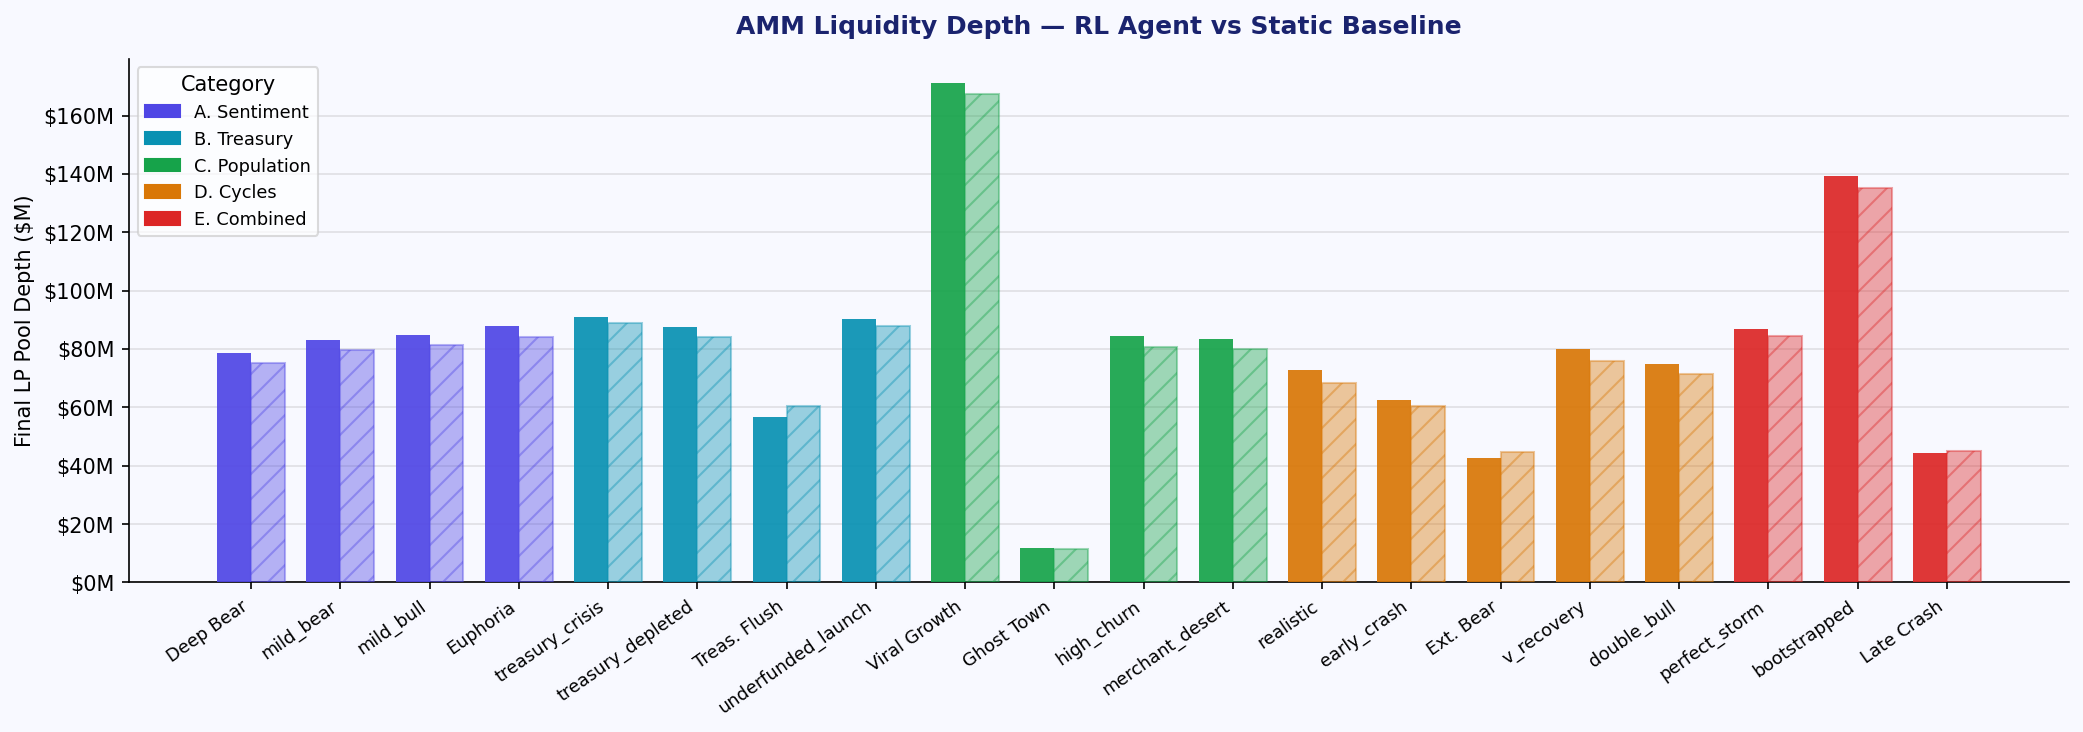 AMM Liquidity Depth — RL Agent vs Static Baseline
Final LP Pool Depth ($M)
$160M
$140M
$120M
$100M
$80M
$60M
$40M
$20M
$0M
Category
A. Sentiment
B. Treasury
C. Population
D. Cycles
E. Combined
Deep Bear
mild_bear
mild_bull
Euphoria
treasury_crisis
treasury_depleted
Treas. Flush
underfunded_launch
Viral Growth
Ghost Town
high_churn
merchant_desert
realistic
early_crash
Ext. Bear
v_recovery
double_bull
perfect_storm
bootstrapped
Late Crash